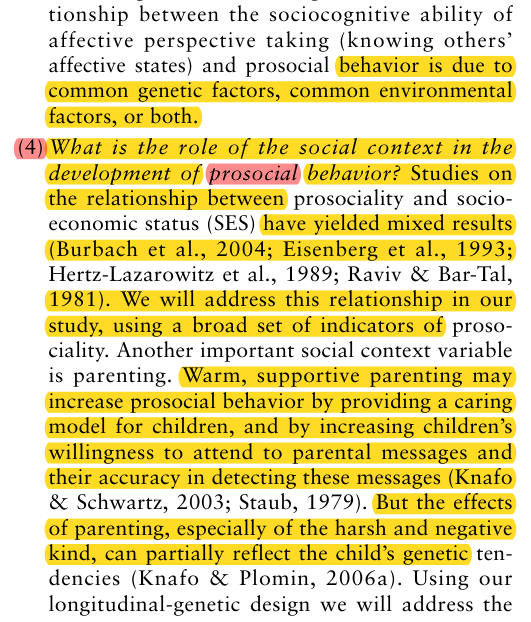 tionship between the sociocognitive ability of
affective perspective taking (knowing others'
affective states) and prosocial behavior is due to
common genetic factors, common environmental
factors, or both.
(4) What is the role of the social context in the
development of prosocial behavior? Studies on
the relationship between prosociality and socio-
economic status (SES) have yielded mixed results
(Burbach et al., 2004; Eisenberg et al., 1993;
Hertz-Lazarowitz et al., 1989; Raviv & Bar-Tal,
1981). We will address this relationship in our
study, using a broad set of indicators of proso-
ciality. Another important social context variable
is parenting. Warm, supportive parenting may
increase prosocial behavior by providing a caring
model for children, and by increasing children's
willingness to attend to parental messages and
their accuracy in detecting these messages (Knafo
& Schwartz, 2003; Staub, 1979). But the effects
of parenting, especially of the harsh and negative
kind, can partially reflect the child's genetic ten-
dencies (Knafo & Plomin, 2006a). Using our
longitudinal-genetic design we will address the